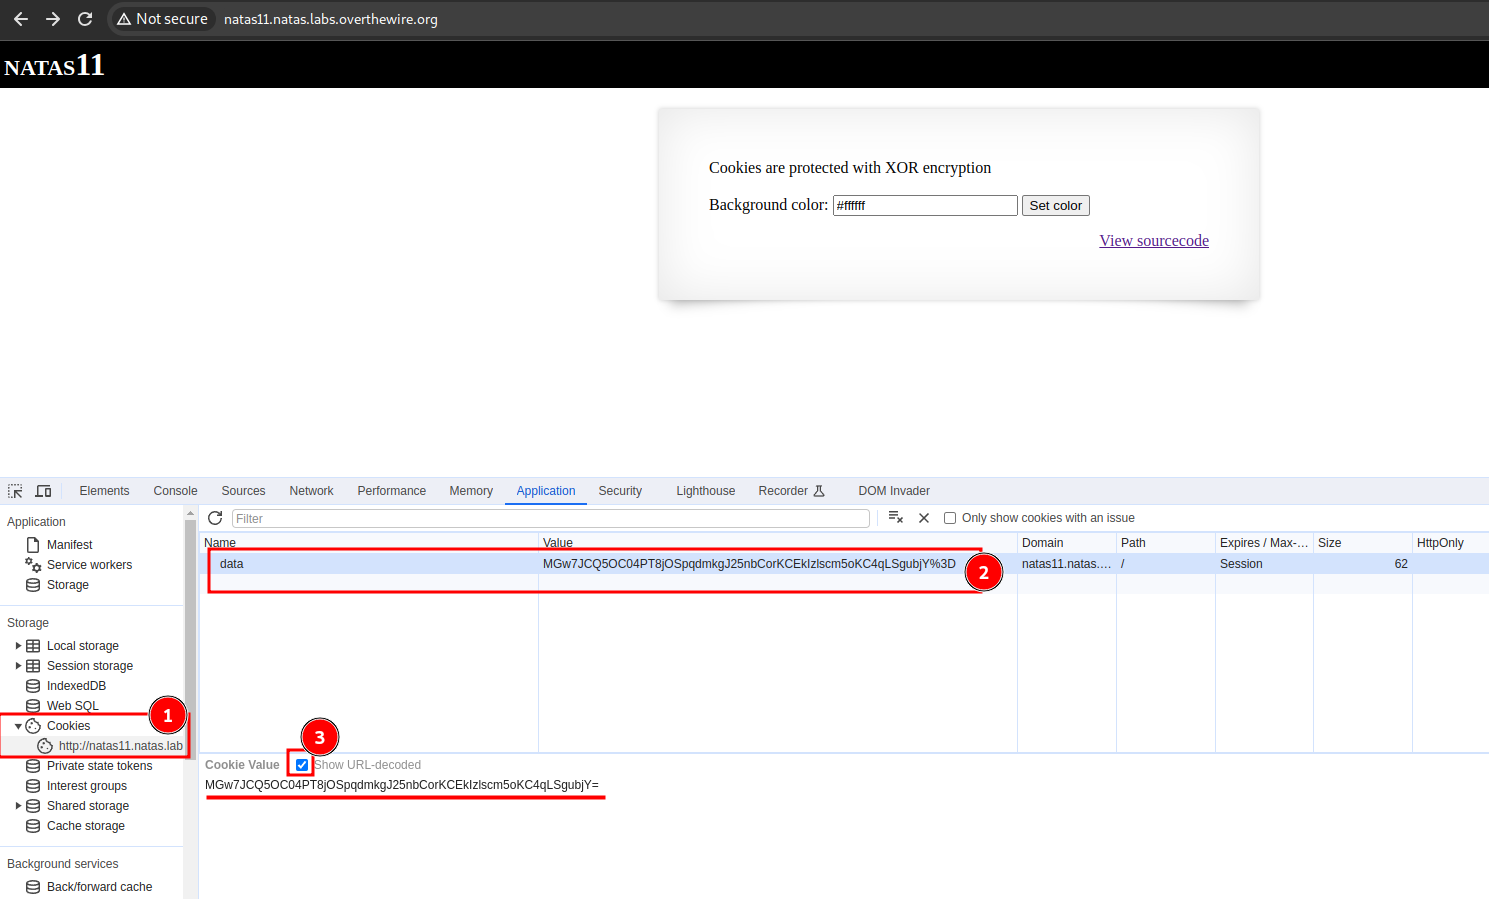 Not secure natas11.natas.labs.overthewire.org
NATAS11
Cookies are protected with XOR encryption
Background color: #ffffff Set color
View sourcecode
Elements Console Sources Network Performance Memory Application Security Lighthouse Recorder DOM Invader
Application
Manifest
Service workers
Storage
Storage
Local storage
Session storage
IndexedDB
Web SQL
1
Cookies
http://natas11.natas.lab
Private state tokens
Interest groups
Shared storage
Cache storage
Background services
Back/forward cache
Filter Only show cookies with an issue
Name Value Domain Path Expires / Max-... Size HttpOnly
data MGw7JCQ5OC04PT8jOSpqdmkgJ25nbCorKCEkIzlscm5oKC4qLSgubjY%3D natas11.natas.... / Session 62
2
3
Cookie Value Show URL-decoded
MGw7JCQ5OC04PT8jOSpqdmkgJ25nbCorKCEkIzlscm5oKC4qLSgubjY=